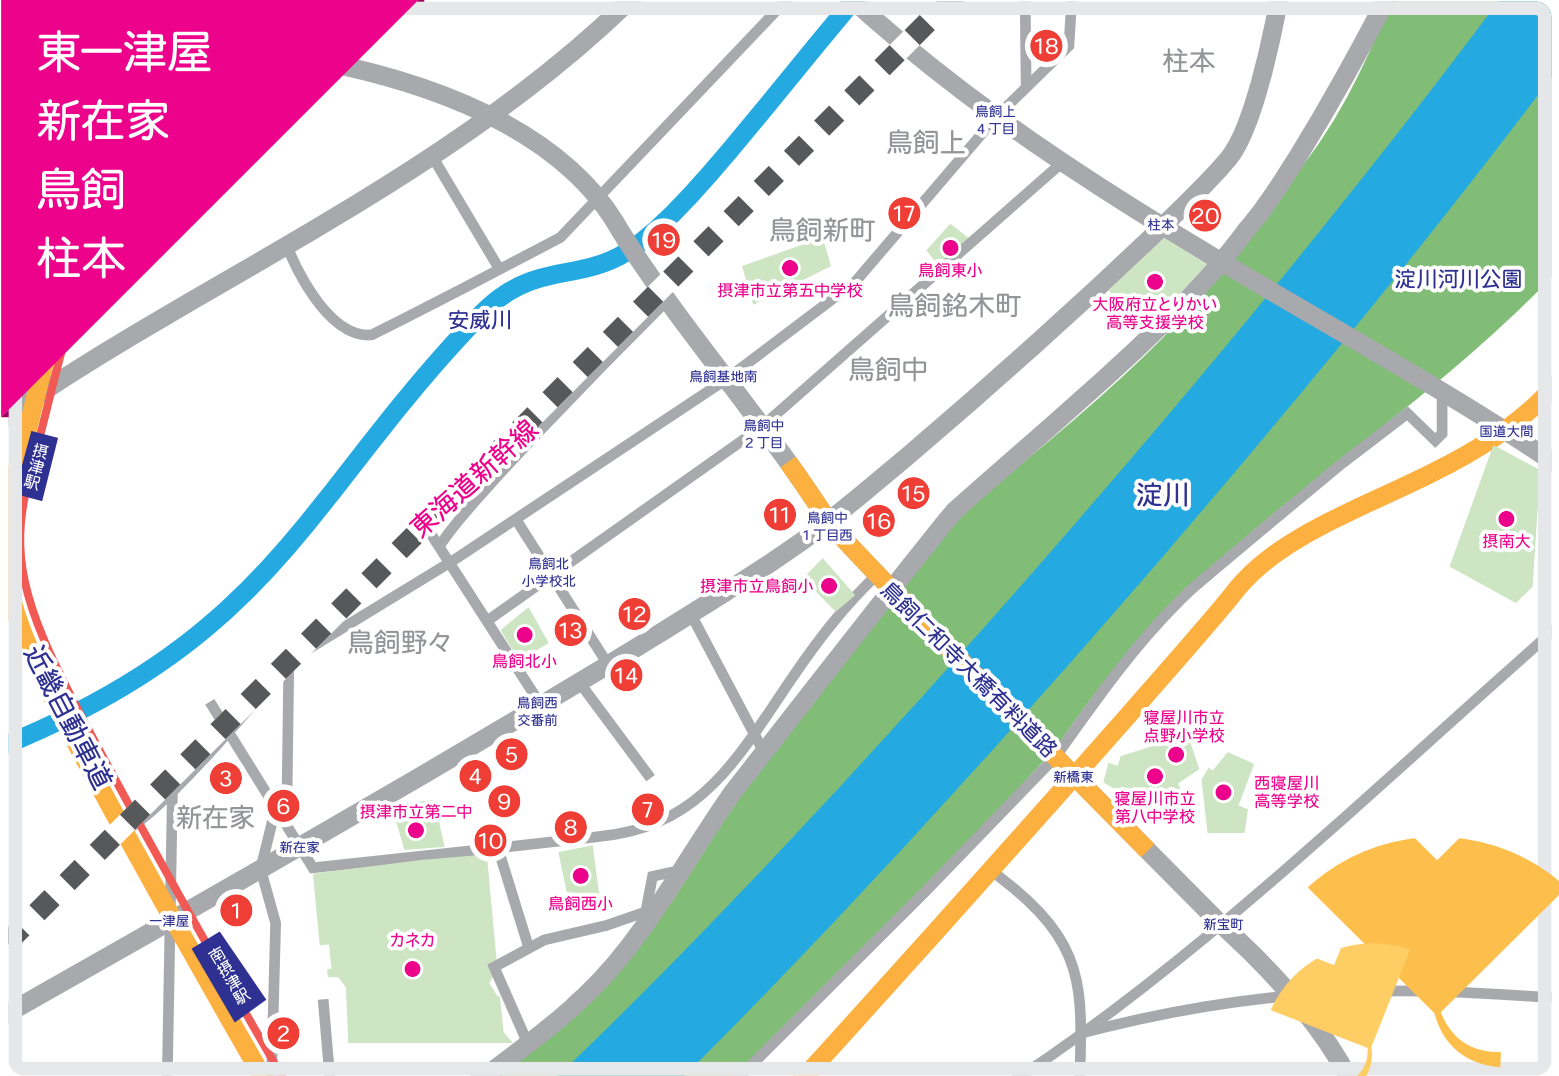 東一津屋
新在家
鳥飼
柱本
18
柱本
鳥飼上
4丁目
鳥飼上
17
20
柱本
鳥飼新町
19
鳥飼東小
摂津市立第五中学校
淀川河川公園
大阪府立とりかい
高等支援学校
鳥飼銘木町
安威川
鳥飼中
鳥飼基地南
鳥飼中
2丁目
国道大間
摂津駅
東海道新幹線
淀川
15
11
16
鳥飼中
1丁目西
摂南大
鳥飼北
小学校北
摂津市立鳥飼小
鳥飼仁和寺大橋有料道路
12
13
鳥飼野々
鳥飼北小
14
近畿自動車道
鳥飼西
交番前
寝屋川市立
点野小学校
5
4
3
新橋東
西寝屋川
高等学校
寝屋川市立
第八中学校
9
6
7
摂津市立第二中
新在家
8
10
新在家
鳥飼西小
1
一津屋
新宝町
カネカ
南摂津駅
2